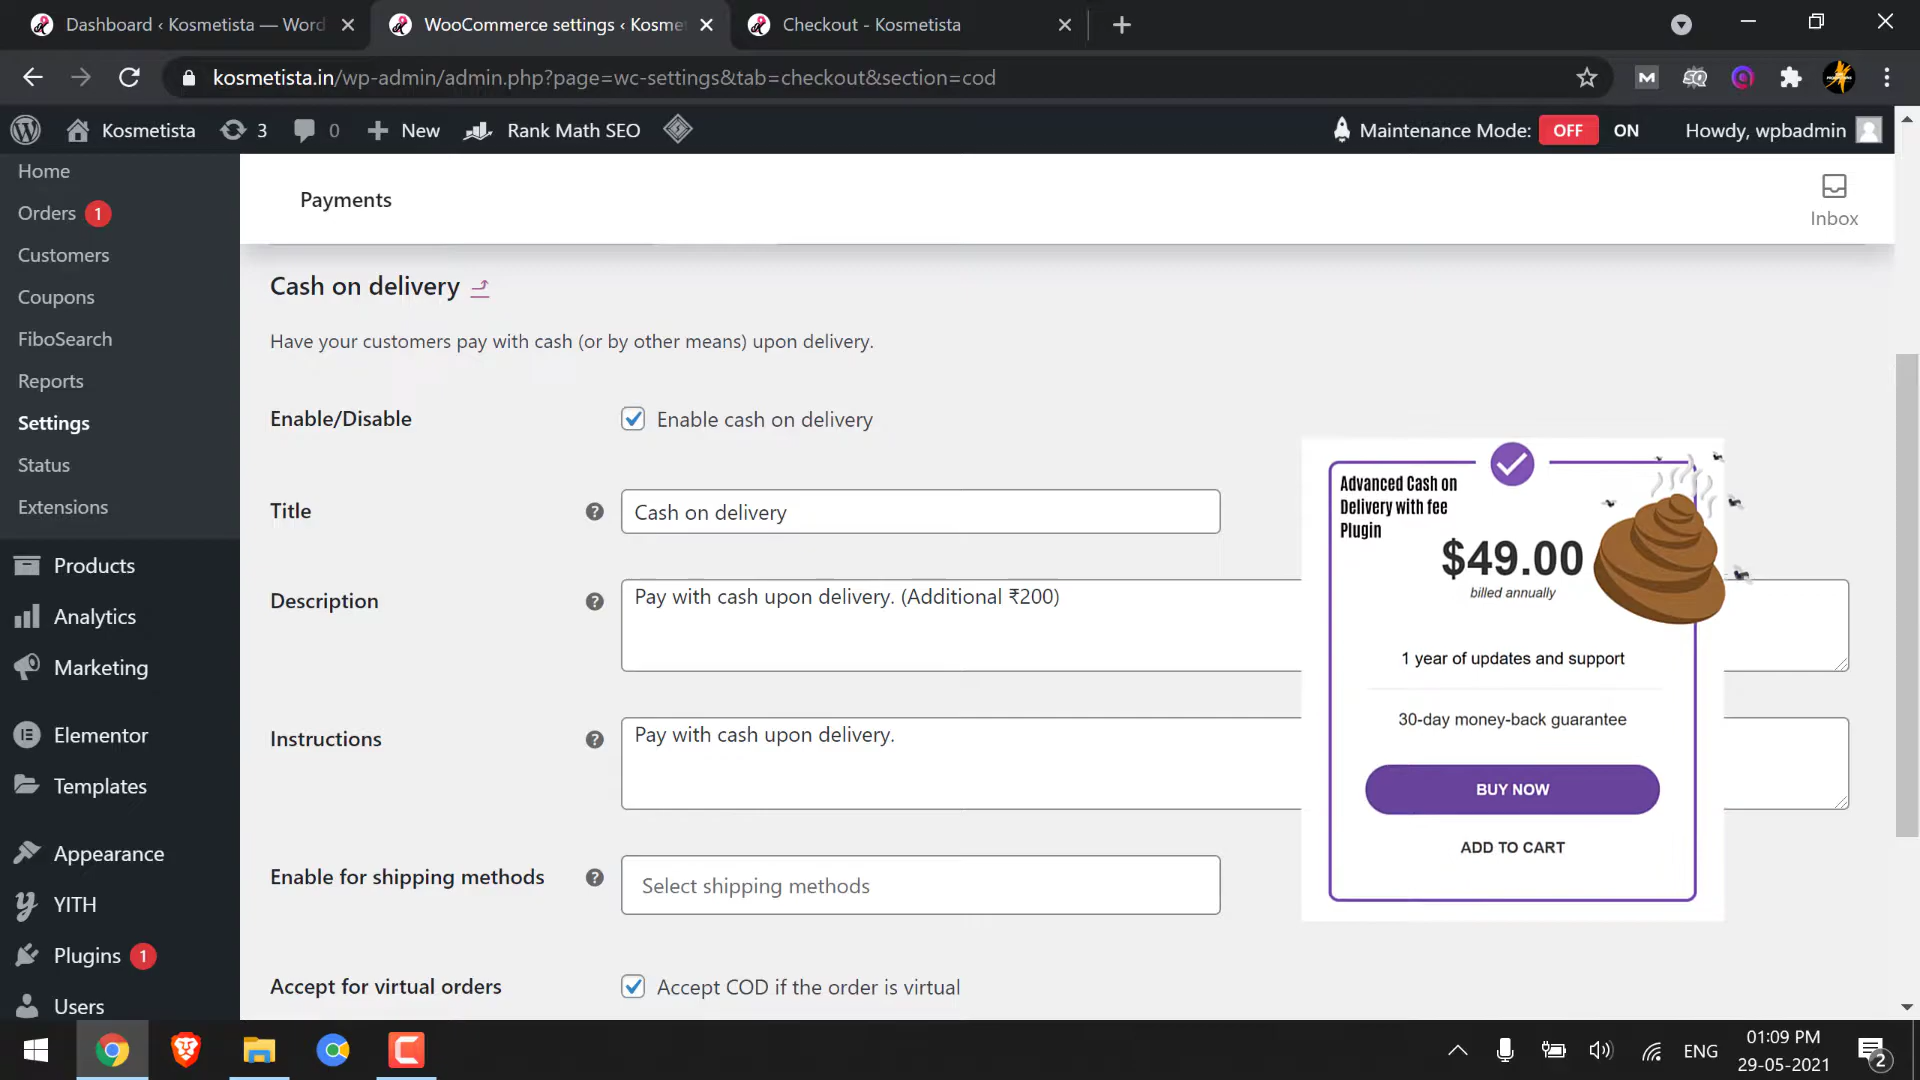 Dashboard ‹ Kosmetista — Word
WooCommerce settings ‹ Kosme
Checkout - Kosmetista
kosmetista.in/wp-admin/admin.php?page=wc-settings&tab=checkout&section=cod
Kosmetista
3
0
New
Rank Math SEO
Maintenance Mode:
OFF
ON
Howdy, wpbadmin
Home
Orders 1
Customers
Coupons
FiboSearch
Reports
Settings
Status
Extensions
Products
Analytics
Marketing
Elementor
Templates
Appearance
YITH
Plugins 1
Users
Payments
Inbox
Cash on delivery
Have your customers pay with cash (or by other means) upon delivery.
Enable/Disable
Enable cash on delivery
Title
Cash on delivery
Description
Pay with cash upon delivery. (Additional ₹200)
Instructions
Pay with cash upon delivery.
Enable for shipping methods
Select shipping methods
Accept for virtual orders
Accept COD if the order is virtual
Advanced Cash on
Delivery with fee
Plugin
$49.00
billed annually
1 year of updates and support
30-day money-back guarantee
BUY NOW
ADD TO CART
ENG
01:09 PM
29-05-2021
2